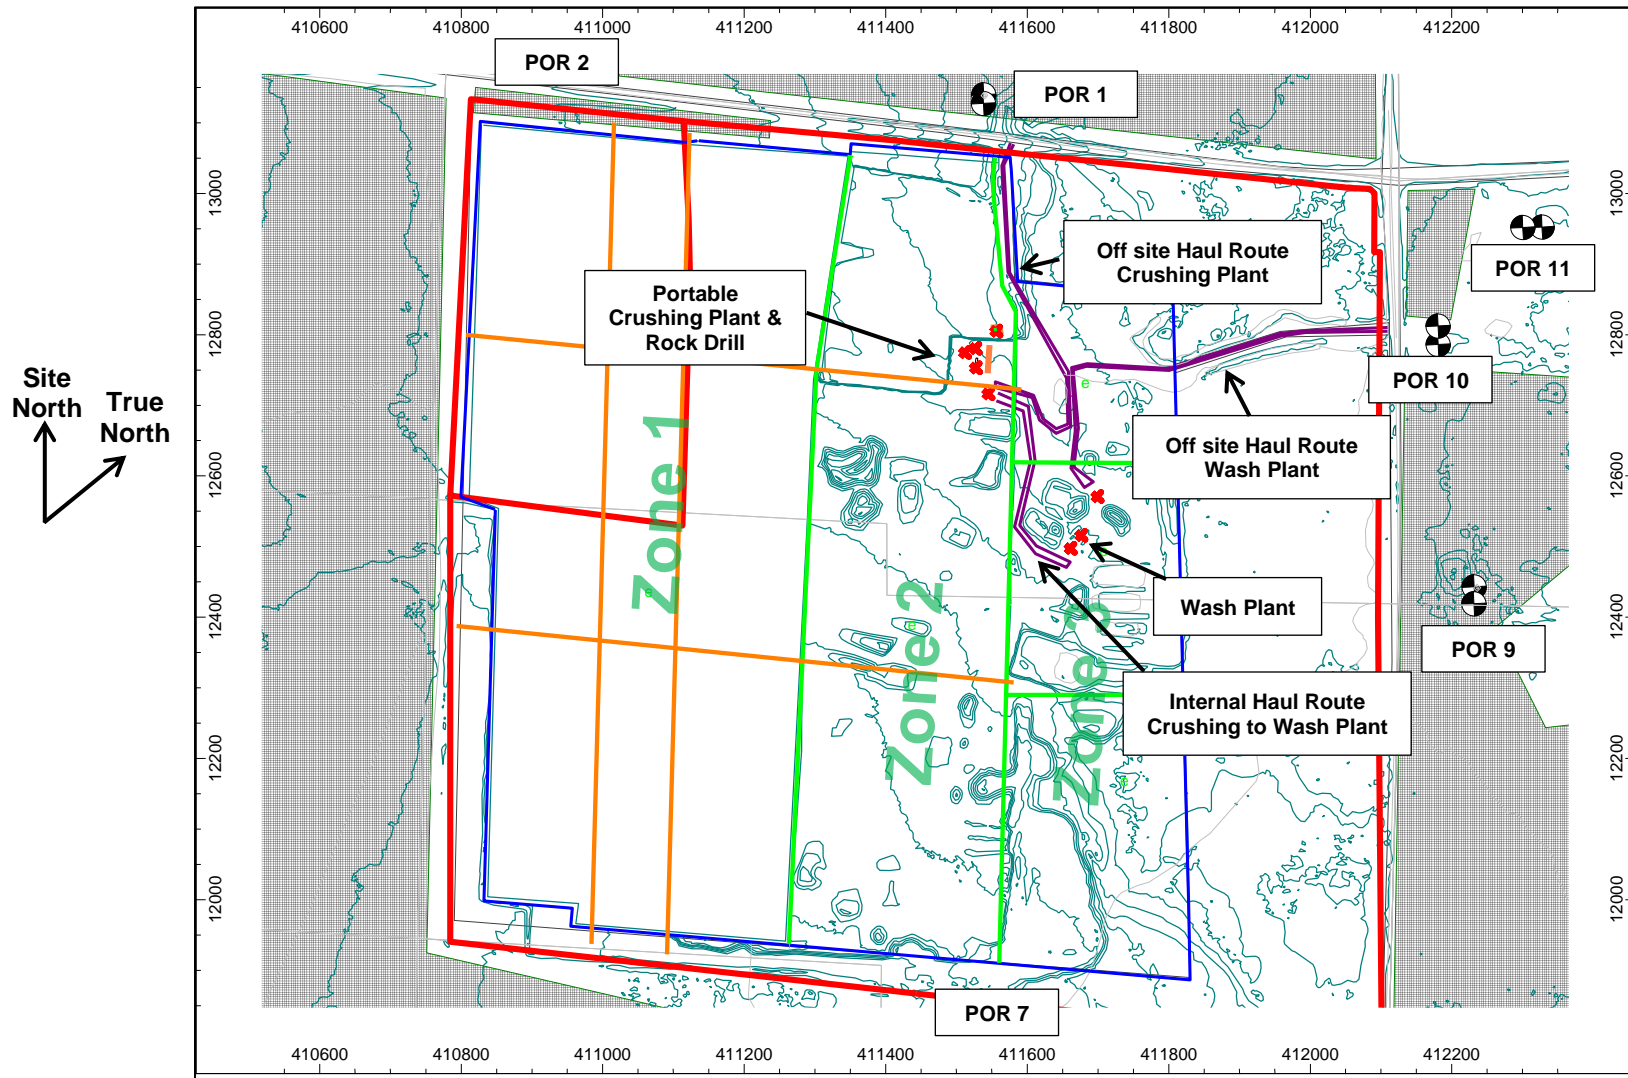 410600 410800 411000 411200 411400 411600 411800 412000 412200
POR 2
POR 1
13000
13000
Off site Haul Route
Crushing Plant
POR 11
Portable
Crushing Plant &
Rock Drill
12800
12800
POR 10
Site
North
True
North
e
Zone 1
Off site Haul Route
Wash Plant
12600
12600
e
e
Wash Plant
12400
12400
Zone 2
Zone 3
POR 9
Internal Haul Route
Crushing to Wash Plant
12200
12200
e
12000
12000
POR 7
410600 410800 411000 411200 411400 411600 411800 412000 412200